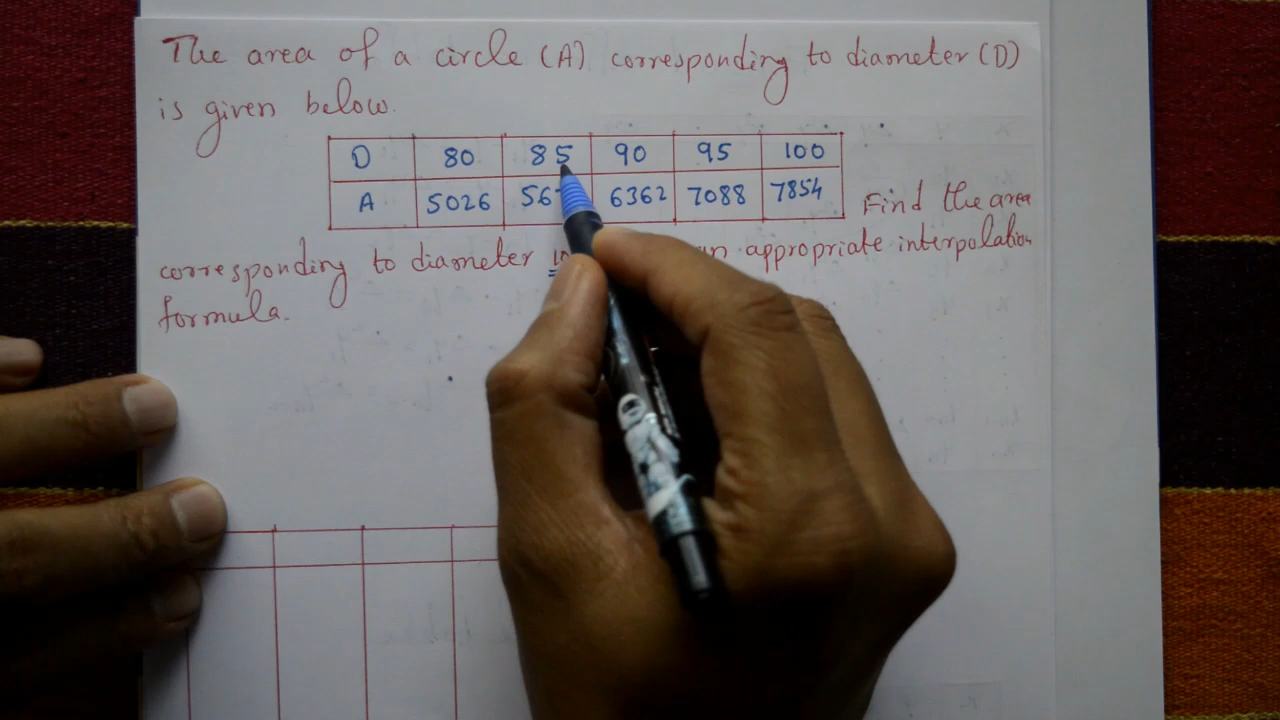 The area of a circle (A) corresponding to diameter (D)
is given below.
D 80 85 90 95 100
A 5026 6362 7088 7854 Find the area
corresponding to diameter appropriate interpolation
formula.